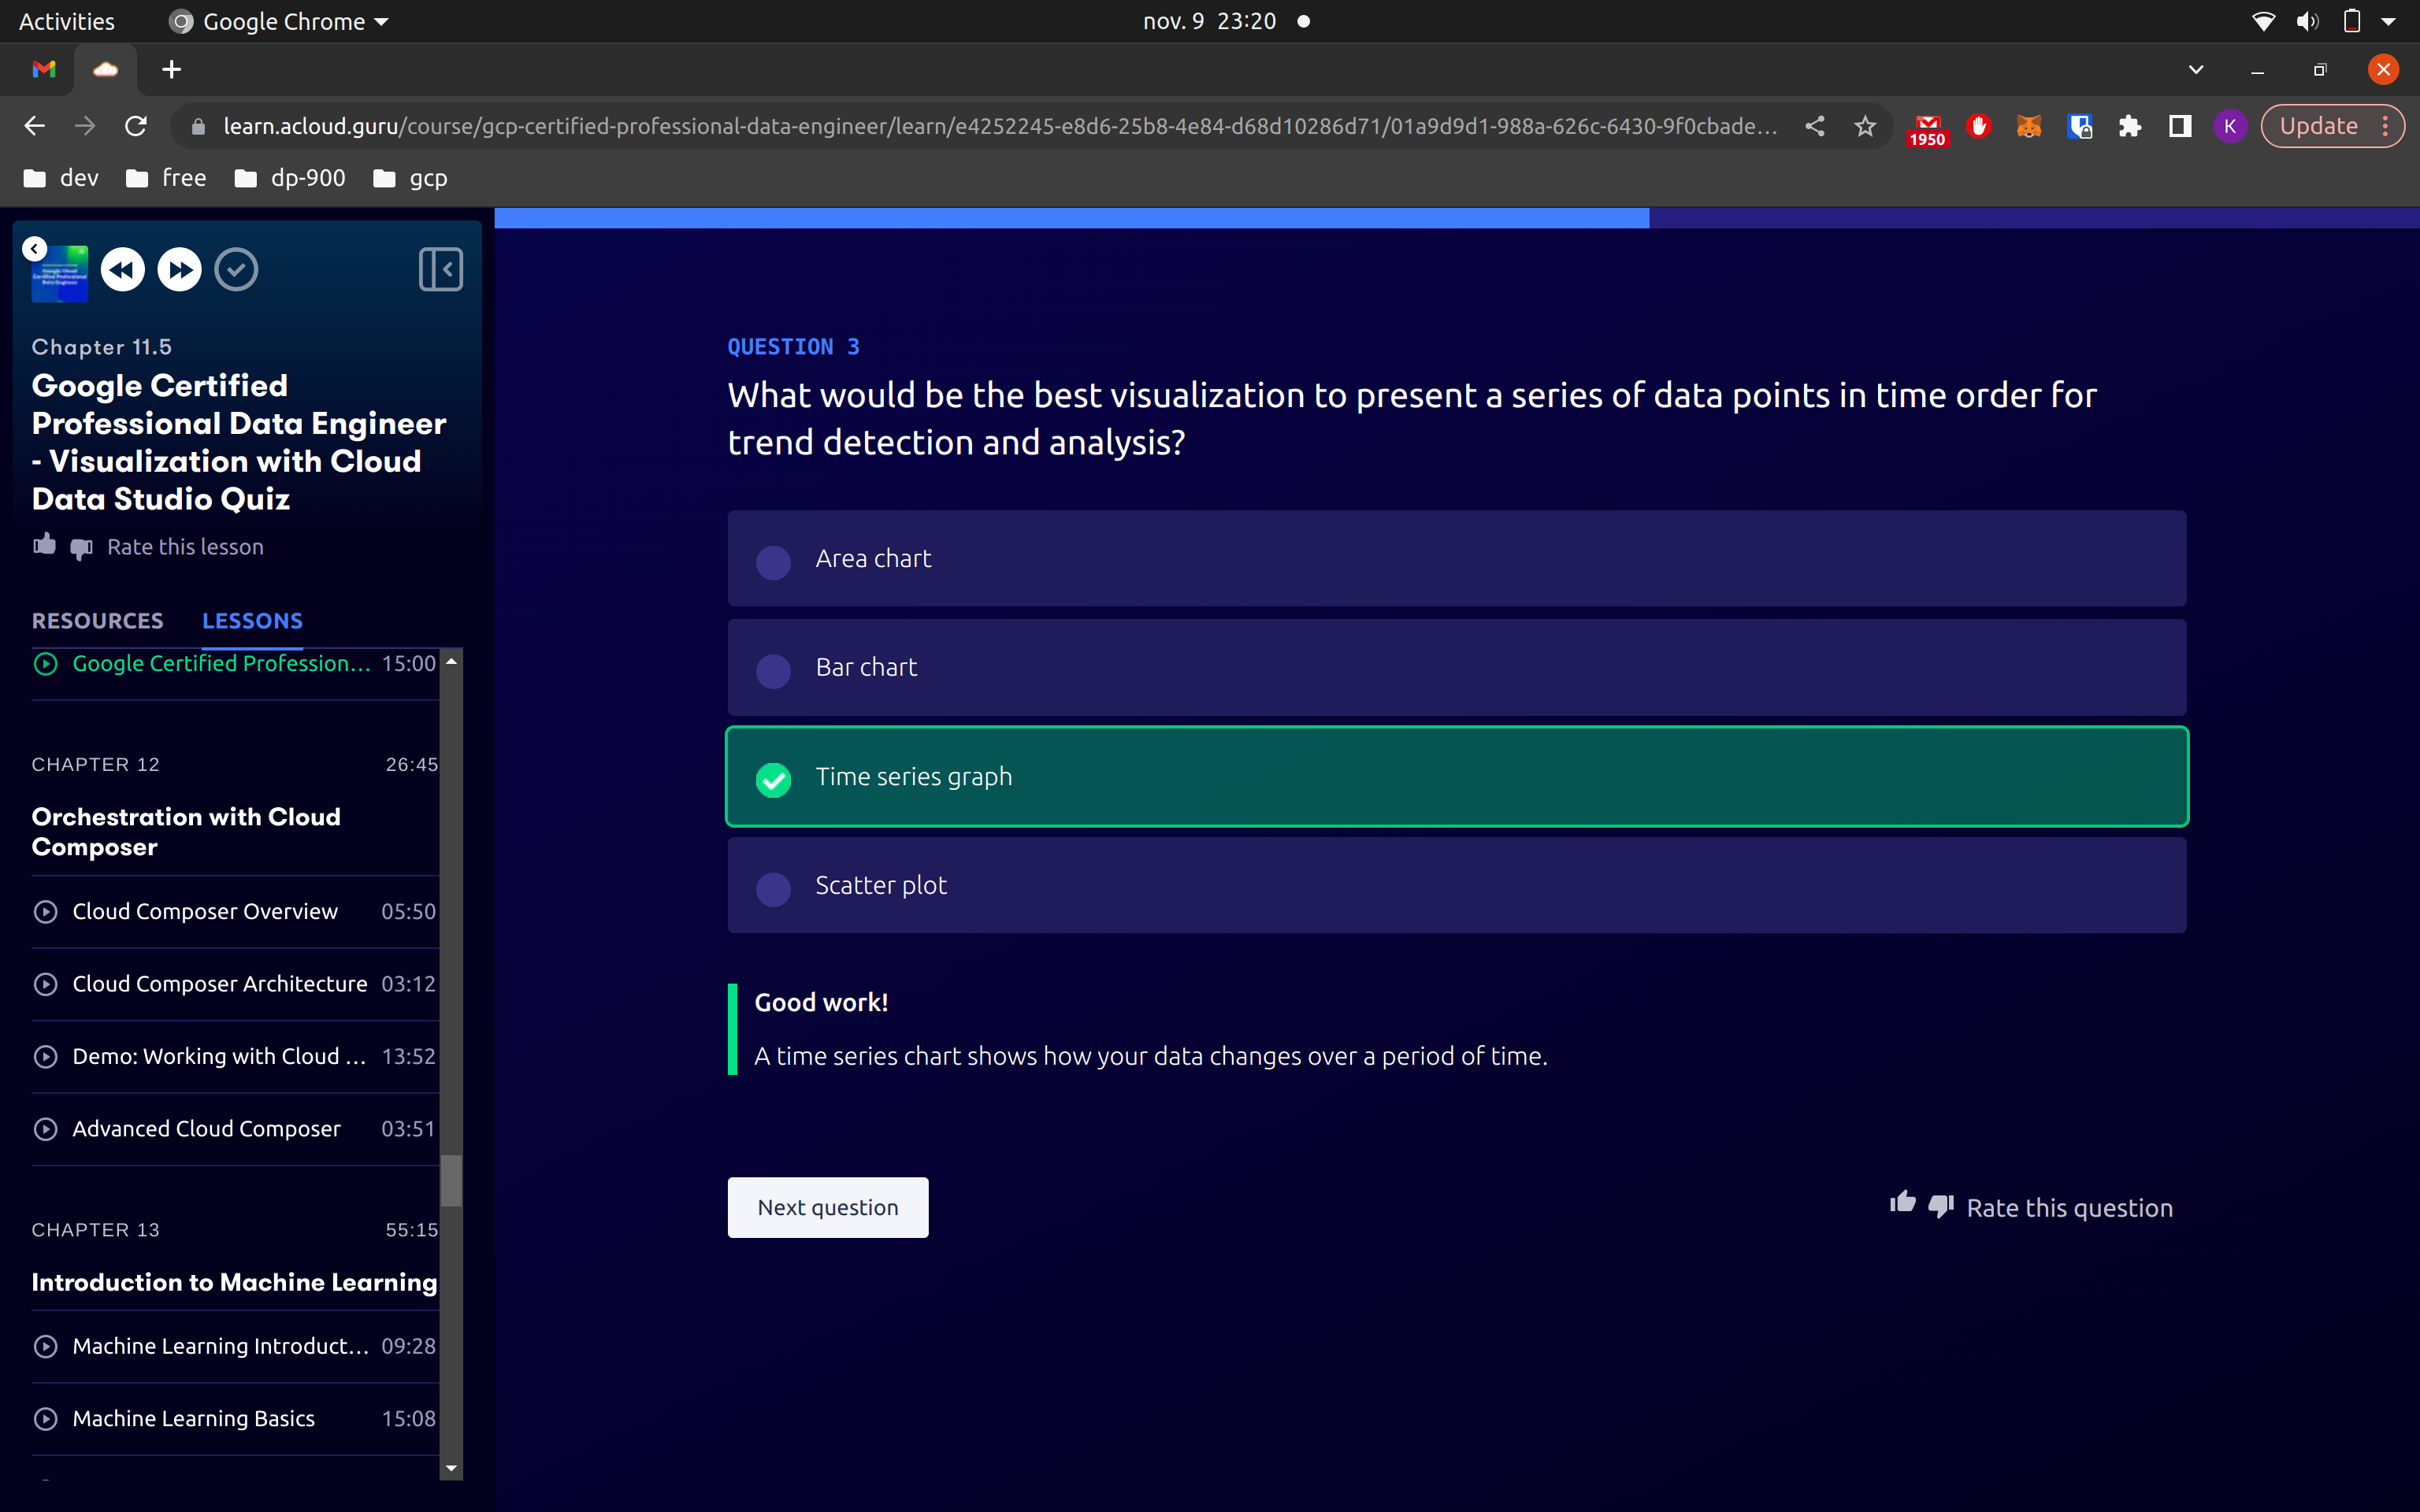 Activities
Google Chrome
nov. 9 23:20
learn.acloud.guru/course/gcp-certified-professional-data-engineer/learn/e4252245-e8d6-25b8-4e84-d68d10286d71/01a9d9d1-988a-626c-6430-9f0cbade...
1950
K
Update
dev
free
dp-900
gcp
Chapter 11.5
Google Certified
Professional Data Engineer
- Visualization with Cloud
Data Studio Quiz
Rate this lesson
RESOURCES
LESSONS
Google Certified Profession... 15:00
CHAPTER 12 26:45
Orchestration with Cloud
Composer
Cloud Composer Overview 05:50
Cloud Composer Architecture 03:12
Demo: Working with Cloud ... 13:52
Advanced Cloud Composer 03:51
CHAPTER 13 55:15
Introduction to Machine Learning
Machine Learning Introduct... 09:28
Machine Learning Basics 15:08
QUESTION 3
What would be the best visualization to present a series of data points in time order for
trend detection and analysis?
Area chart
Bar chart
Time series graph
Scatter plot
Good work!
A time series chart shows how your data changes over a period of time.
Next question
Rate this question